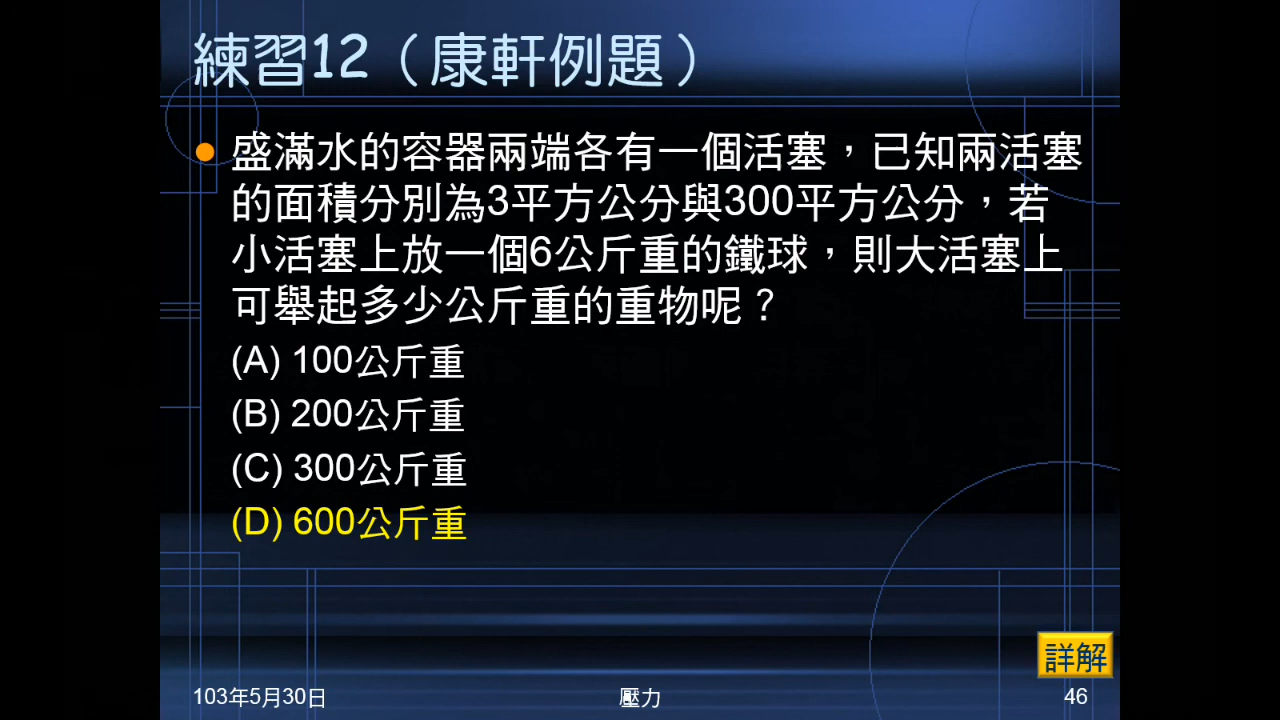 練習12（康軒例題）
盛滿水的容器兩端各有一個活塞，已知兩活塞
的面積分別為3平方公分與300平方公分，若
小活塞上放一個6公斤重的鐵球，則大活塞上
可舉起多少公斤重的重物呢？
(A) 100公斤重
(B) 200公斤重
(C) 300公斤重
(D) 600公斤重
詳解
103年5月30日
壓力
46